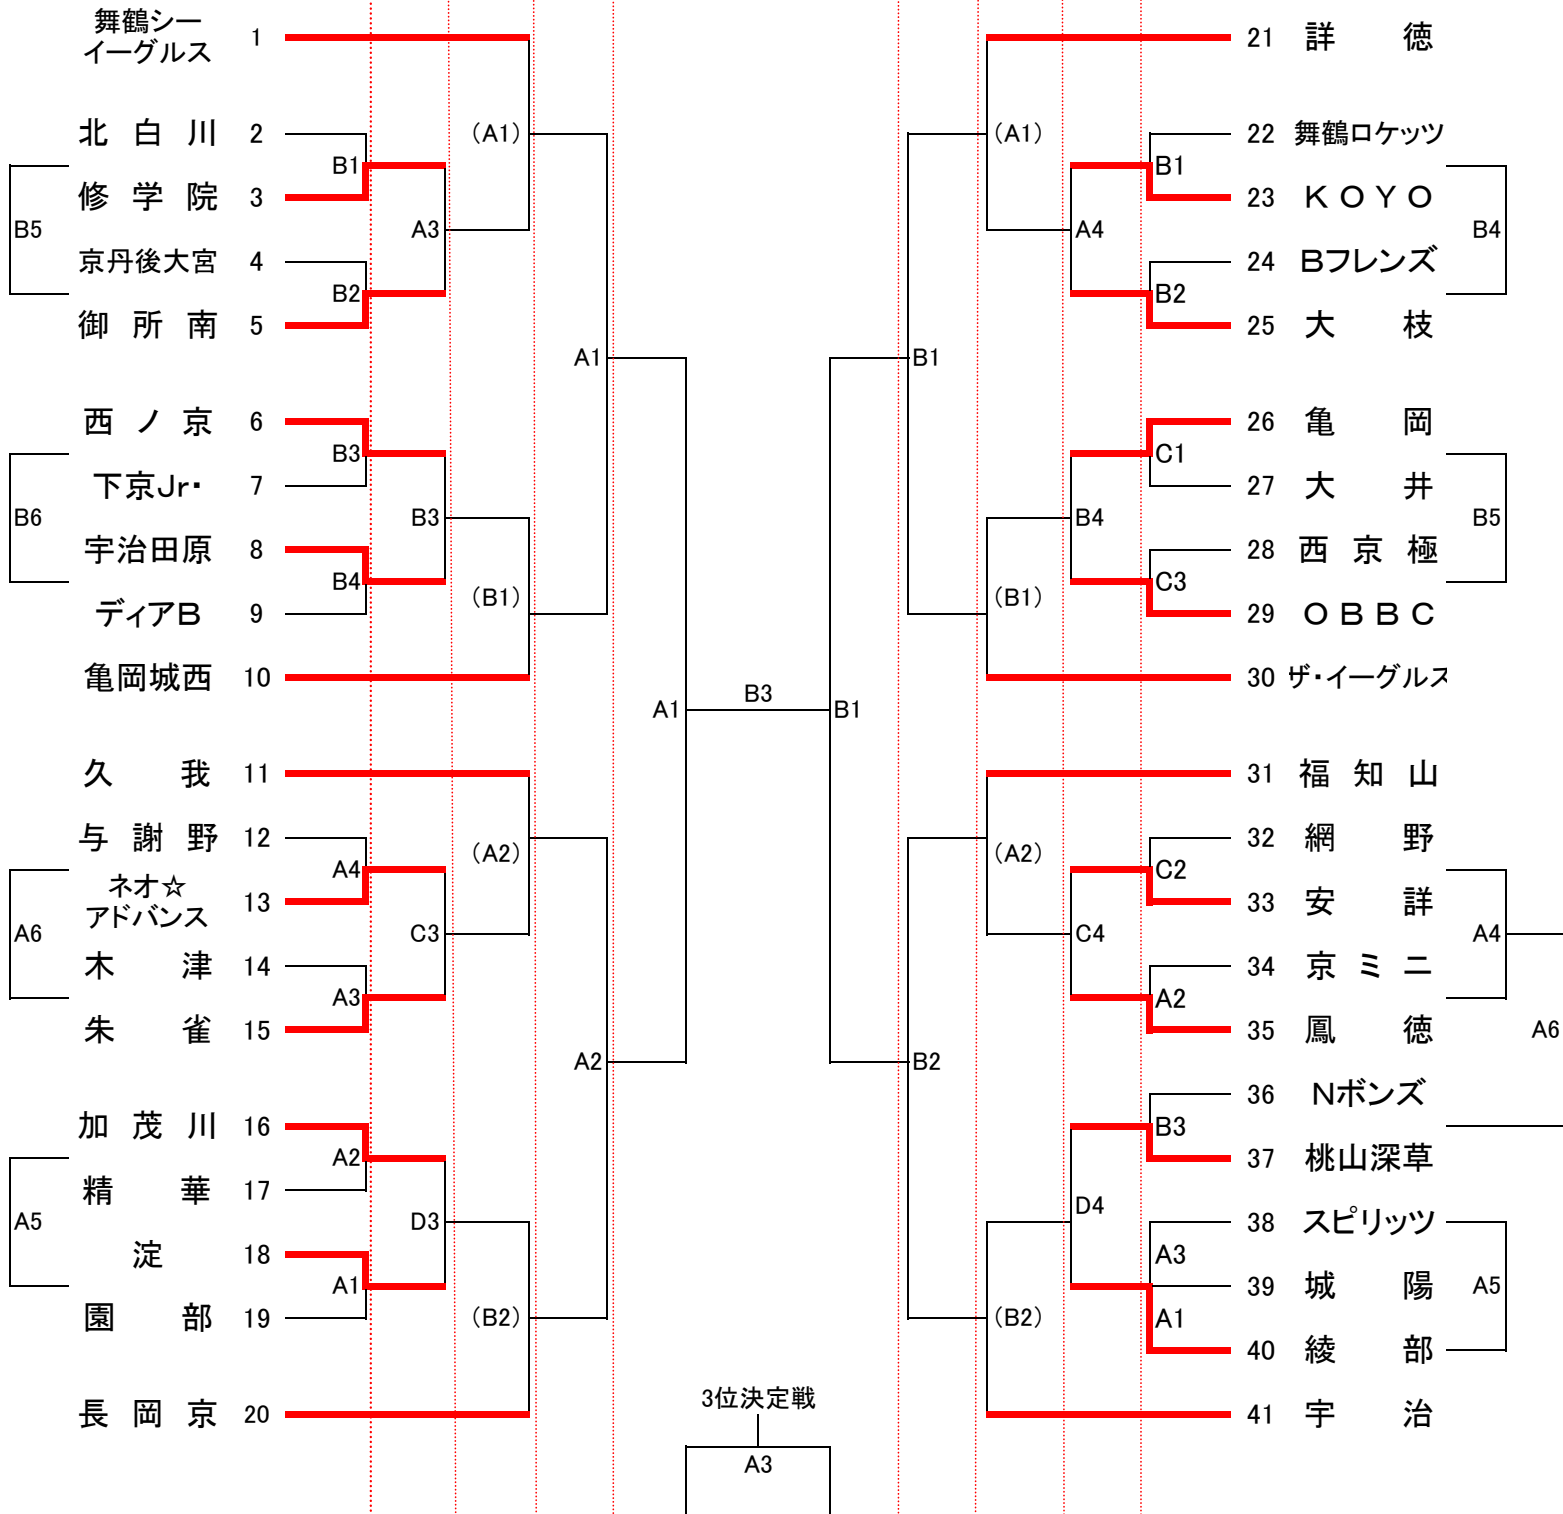 舞鶴シー
イーグルス 1
北白川 2
修学院 3
京丹後大宮 4
御所南 5
西ノ京 6
下京Jr・ 7
宇治田原 8
ディアB 9
亀岡城西 10
久我 11
与謝野 12
ネオ☆
アドバンス 13
木津 14
朱雀 15
加茂川 16
精華 17
淀 18
園部 19
長岡京 20
B5
B6
A6
A5
B1
B2
B3
B4
A4
A3
A2
A1
A3
B3
C3
D3
(A1)
(B1)
(A2)
(B2)
A1
A2
A1
B3
B1
B1
B2
(A1)
(B1)
(A2)
(B2)
A4
B4
C4
D4
B1
B2
C1
C3
C2
A2
B3
A3
A1
21 詳徳
22 舞鶴ロケッツ
23 KOYO
24 Bフレンズ
25 大枝
26 亀岡
27 大井
28 西京極
29 OBBC
30 ザ・イーグルス
31 福知山
32 網野
33 安詳
34 京ミニ
35 鳳徳
36 Nボンズ
37 桃山深草
38 スピリッツ
39 城陽
40 綾部
41 宇治
B4
B5
A4
A6
A5
3位決定戦
A3